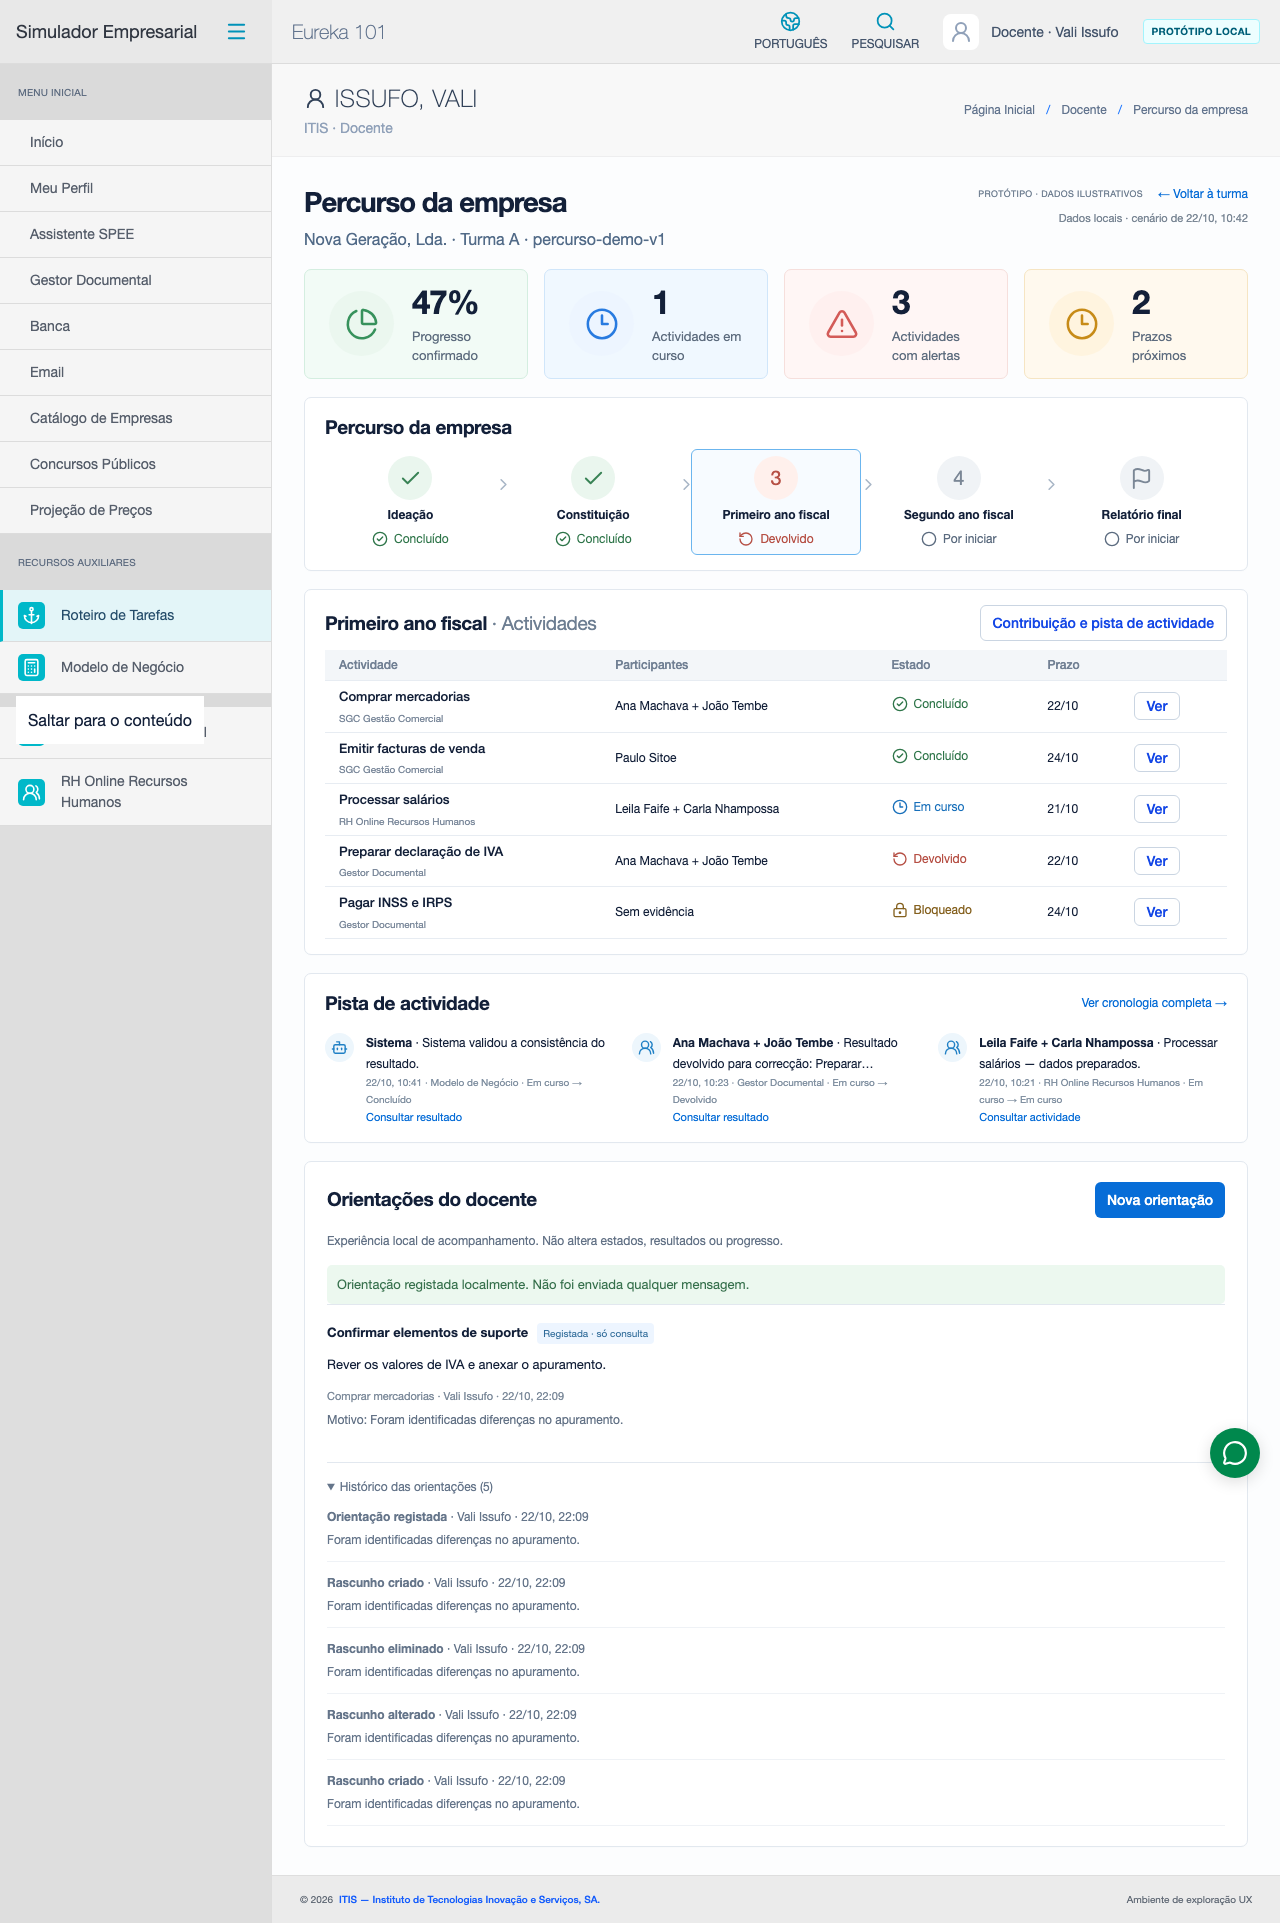 Simulador Empresarial
Eureka 101
PORTUGUÊS
PESQUISAR
Docente · Vali Issufo
PROTÓTIPO LOCAL
MENU INICIAL
Início
Meu Perfil
Assistente SPEE
Gestor Documental
Banca
Email
Catálogo de Empresas
Concursos Públicos
Projeção de Preços
RECURSOS AUXILIARES
Roteiro de Tarefas
Modelo de Negócio
Saltar para o conteúdo
RH Online Recursos
Humanos
ISSUFO, VALI
ITIS · Docente
Página Inicial / Docente / Percurso da empresa
Percurso da empresa
Nova Geração, Lda. · Turma A · percurso-demo-v1
PROTÓTIPO · DADOS ILUSTRATIVOS
← Voltar à turma
Dados locais · cenário de 22/10, 10:42
47%
Progresso
confirmado
1
Actividades em
curso
3
Actividades
com alertas
2
Prazos
próximos
Percurso da empresa
Ideação
Concluído
Constituição
Concluído
3
Primeiro ano fiscal
Devolvido
4
Segundo ano fiscal
Por iniciar
Relatório final
Por iniciar
Primeiro ano fiscal · Actividades
Contribuição e pista de actividade
Actividade Participantes Estado Prazo
Comprar mercadorias
SGC Gestão Comercial
Ana Machava + João Tembe
Concluído
22/10
Ver
Emitir facturas de venda
SGC Gestão Comercial
Paulo Sitoe
Concluído
24/10
Ver
Processar salários
RH Online Recursos Humanos
Leila Faife + Carla Nhampossa
Em curso
21/10
Ver
Preparar declaração de IVA
Gestor Documental
Ana Machava + João Tembe
Devolvido
22/10
Ver
Pagar INSS e IRPS
Gestor Documental
Sem evidência
Bloqueado
24/10
Ver
Pista de actividade
Ver cronologia completa →
Sistema · Sistema validou a consistência do
resultado.
22/10, 10:41 · Modelo de Negócio · Em curso →
Concluído
Consultar resultado
Ana Machava + João Tembe · Resultado
devolvido para correcção: Preparar…
22/10, 10:23 · Gestor Documental · Em curso →
Devolvido
Consultar resultado
Leila Faife + Carla Nhampossa · Processar
salários — dados preparados.
22/10, 10:21 · RH Online Recursos Humanos · Em
curso → Em curso
Consultar actividade
Orientações do docente
Nova orientação
Experiência local de acompanhamento. Não altera estados, resultados ou progresso.
Orientação registada localmente. Não foi enviada qualquer mensagem.
Confirmar elementos de suporte
Registada · só consulta
Rever os valores de IVA e anexar o apuramento.
Comprar mercadorias · Vali Issufo · 22/10, 22:09
Motivo: Foram identificadas diferenças no apuramento.
▼ Histórico das orientações (5)
Orientação registada · Vali Issufo · 22/10, 22:09
Foram identificadas diferenças no apuramento.
Rascunho criado · Vali Issufo · 22/10, 22:09
Foram identificadas diferenças no apuramento.
Rascunho eliminado · Vali Issufo · 22/10, 22:09
Foram identificadas diferenças no apuramento.
Rascunho alterado · Vali Issufo · 22/10, 22:09
Foram identificadas diferenças no apuramento.
Rascunho criado · Vali Issufo · 22/10, 22:09
Foram identificadas diferenças no apuramento.
© 2026 ITIS — Instituto de Tecnologias Inovação e Serviços, SA.
Ambiente de exploração UX